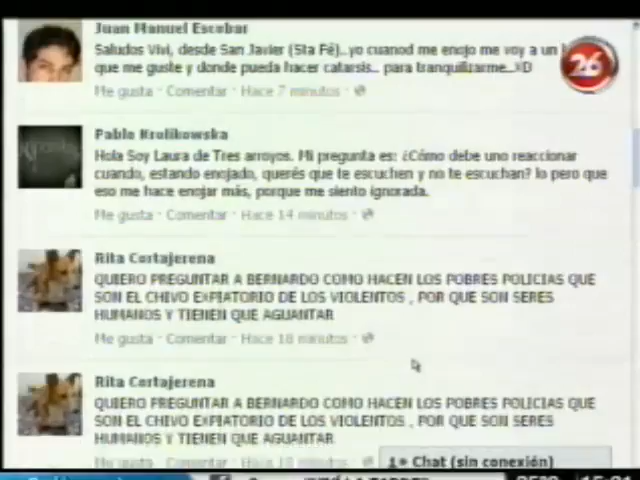 Juan Manuel Escobar
Saludos Vivi, desde San Javier (Sta Fé)..yo cuanod me enojo me voy a un
que me guste y donde pueda hacer catarsis.. para tranquilizarme..XD
Me gusta · Comentar · Hace 7 minutos ·
26
Pablo Krolikowska
Hola Soy Laura de Tres arroyos. Mi pregunta es: ¿Cómo debe uno reaccionar
cuando, estando enojado, querés que te escuchen y no te escuchan? lo pero que
eso me hace enojar más, porque me siento ignorada.
Me gusta · Comentar · Hace 14 minutos ·
Rita Cortajerena
QUIERO PREGUNTAR A BERNARDO COMO HACEN LOS POBRES POLICIAS QUE
SON EL CHIVO EXPIATORIO DE LOS VIOLENTOS , POR QUE SON SERES
HUMANOS Y TIENEN QUE AGUANTAR
Me gusta · Comentar · Hace 18 minutos ·
Rita Cortajerena
QUIERO PREGUNTAR A BERNARDO COMO HACEN LOS POBRES POLICIAS QUE
SON EL CHIVO EXPIATORIO DE LOS VIOLENTOS , POR QUE SON SERES
HUMANOS Y TIENEN QUE AGUANTAR
Me gusta · Comentar · Hace 18 minutos ·
Chat (sin conexión)